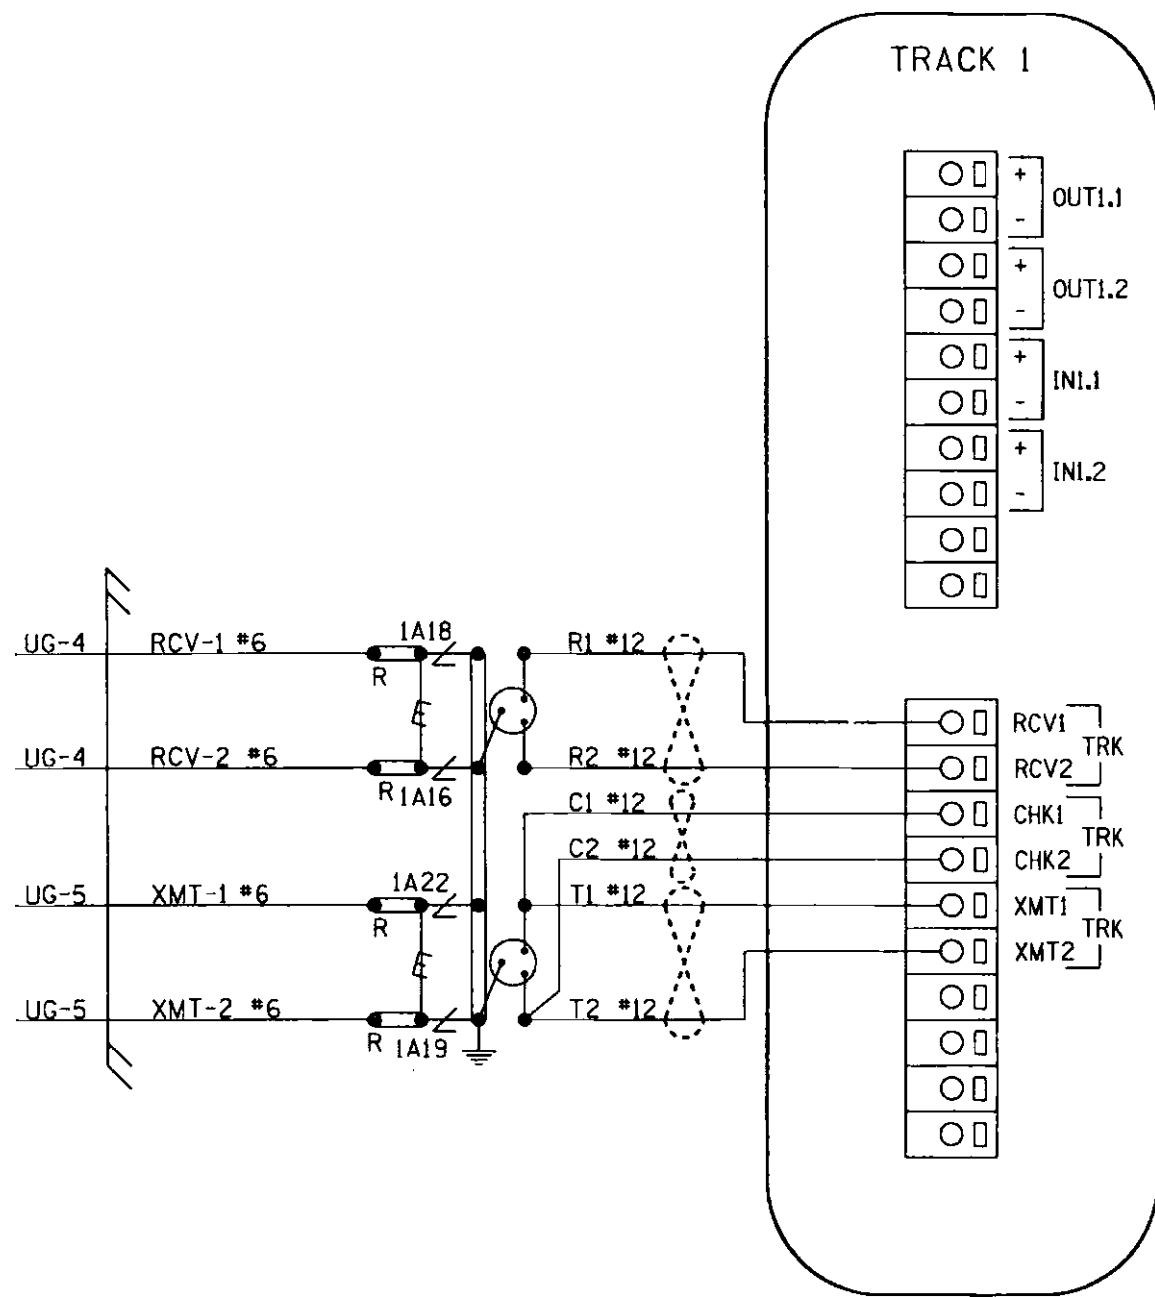 TRACK 1
+
OUT1.1
-
+
OUT1.2
-
+
IN1.1
-
+
IN1.2
-
UG-4 RCV-1 #6 1A18 R1 #12
R
E
RCV1
TRK
UG-4 RCV-2 #6 R2 #12 RCV2
R 1A16 C1 #12 CHK1
TRK
C2 #12 CHK2
UG-5 XMT-1 #6 1A22 T1 #12 XMT1
R TRK
E XMT2
UG-5 XMT-2 #6 T2 #12
R 1A19